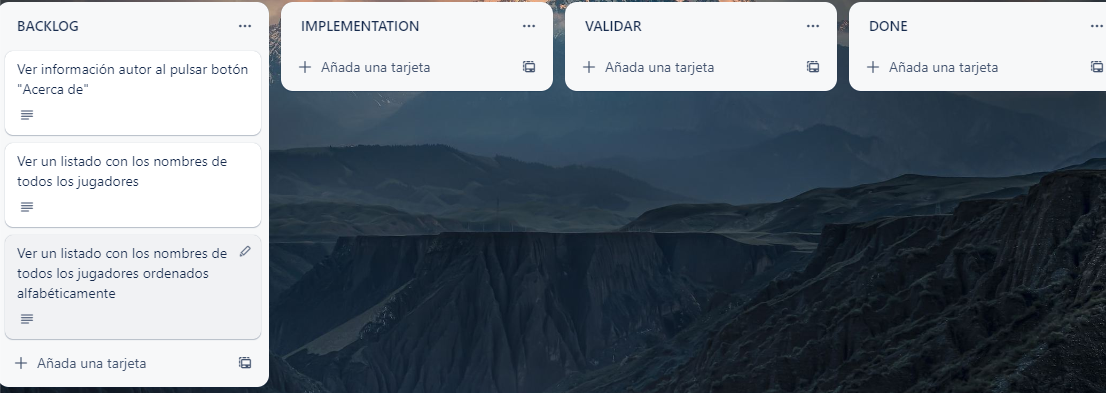 BACKLOG
Ver información autor al pulsar botón
"Acerca de"
Ver un listado con los nombres de
todos los jugadores
Ver un listado con los nombres de
todos los jugadores ordenados
alfabéticamente
Añada una tarjeta
IMPLEMENTATION
Añada una tarjeta
VALIDAR
Añada una tarjeta
DONE
Añada una tarjeta